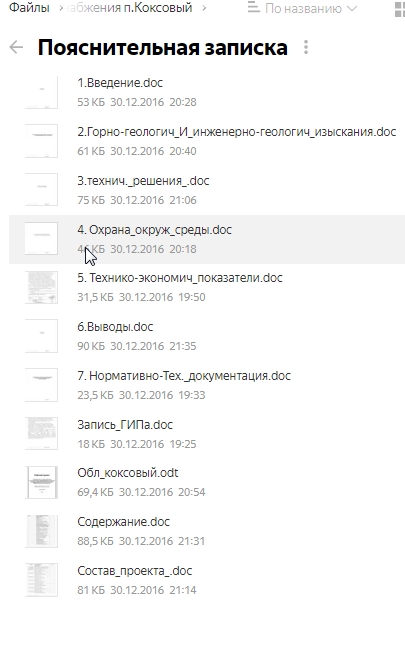 Файлы > абжения п.Коксовый >
По названию
Пояснительная записка
1.Введение.doc
53 КБ 30.12.2016 20:28
2.Горно-геологич_И_инженерно-геологич_изыскания.doc
61 КБ 30.12.2016 20:40
3.технич._решения_.doc
75 КБ 30.12.2016 21:06
4. Охрана_окруж_среды.doc
КБ 30.12.2016 20:18
5. Технико-экономич_показатели.doc
31,5 КБ 30.12.2016 19:50
6.Выводы.doc
90 КБ 30.12.2016 21:35
7. Нормативно-Тех._документация.doc
23,5 КБ 30.12.2016 19:33
Запись_ГИПа.doc
18 КБ 30.12.2016 19:25
Обл_коксовый.odt
69,4 КБ 30.12.2016 20:54
Содержание.doc
88,5 КБ 30.12.2016 21:31
Состав_проекта_.doc
81 КБ 30.12.2016 21:14